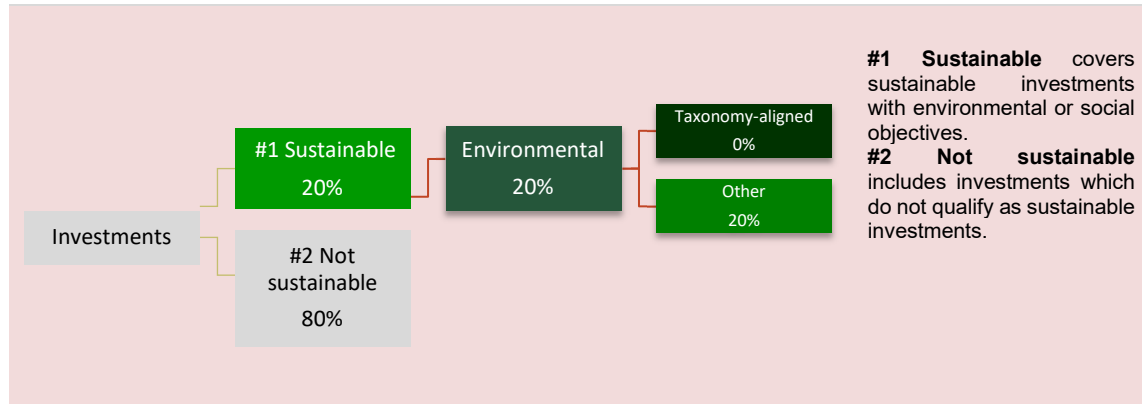 Investments
#1 Sustainable
20%
#2 Not
sustainable
80%
Environmental
20%
Taxonomy-aligned
0%
Other
20%
#1 Sustainable covers
sustainable investments
with environmental or social
objectives.
#2 Not sustainable
includes investments which
do not qualify as sustainable
investments.